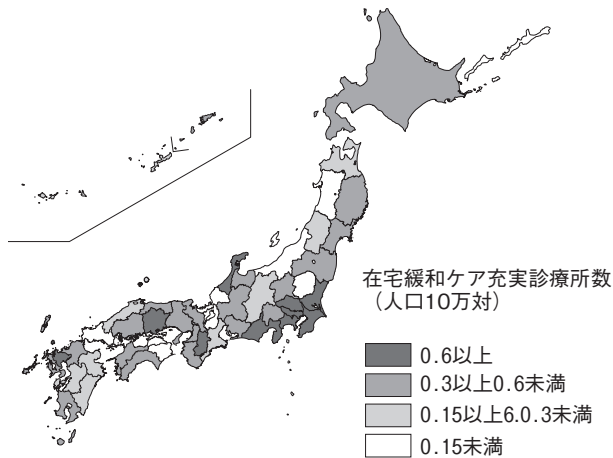 在宅緩和ケア充実診療所数
(人口10万対)
0.6以上
0.3以上0.6未満
0.15以上6.0.3未満
0.15未満